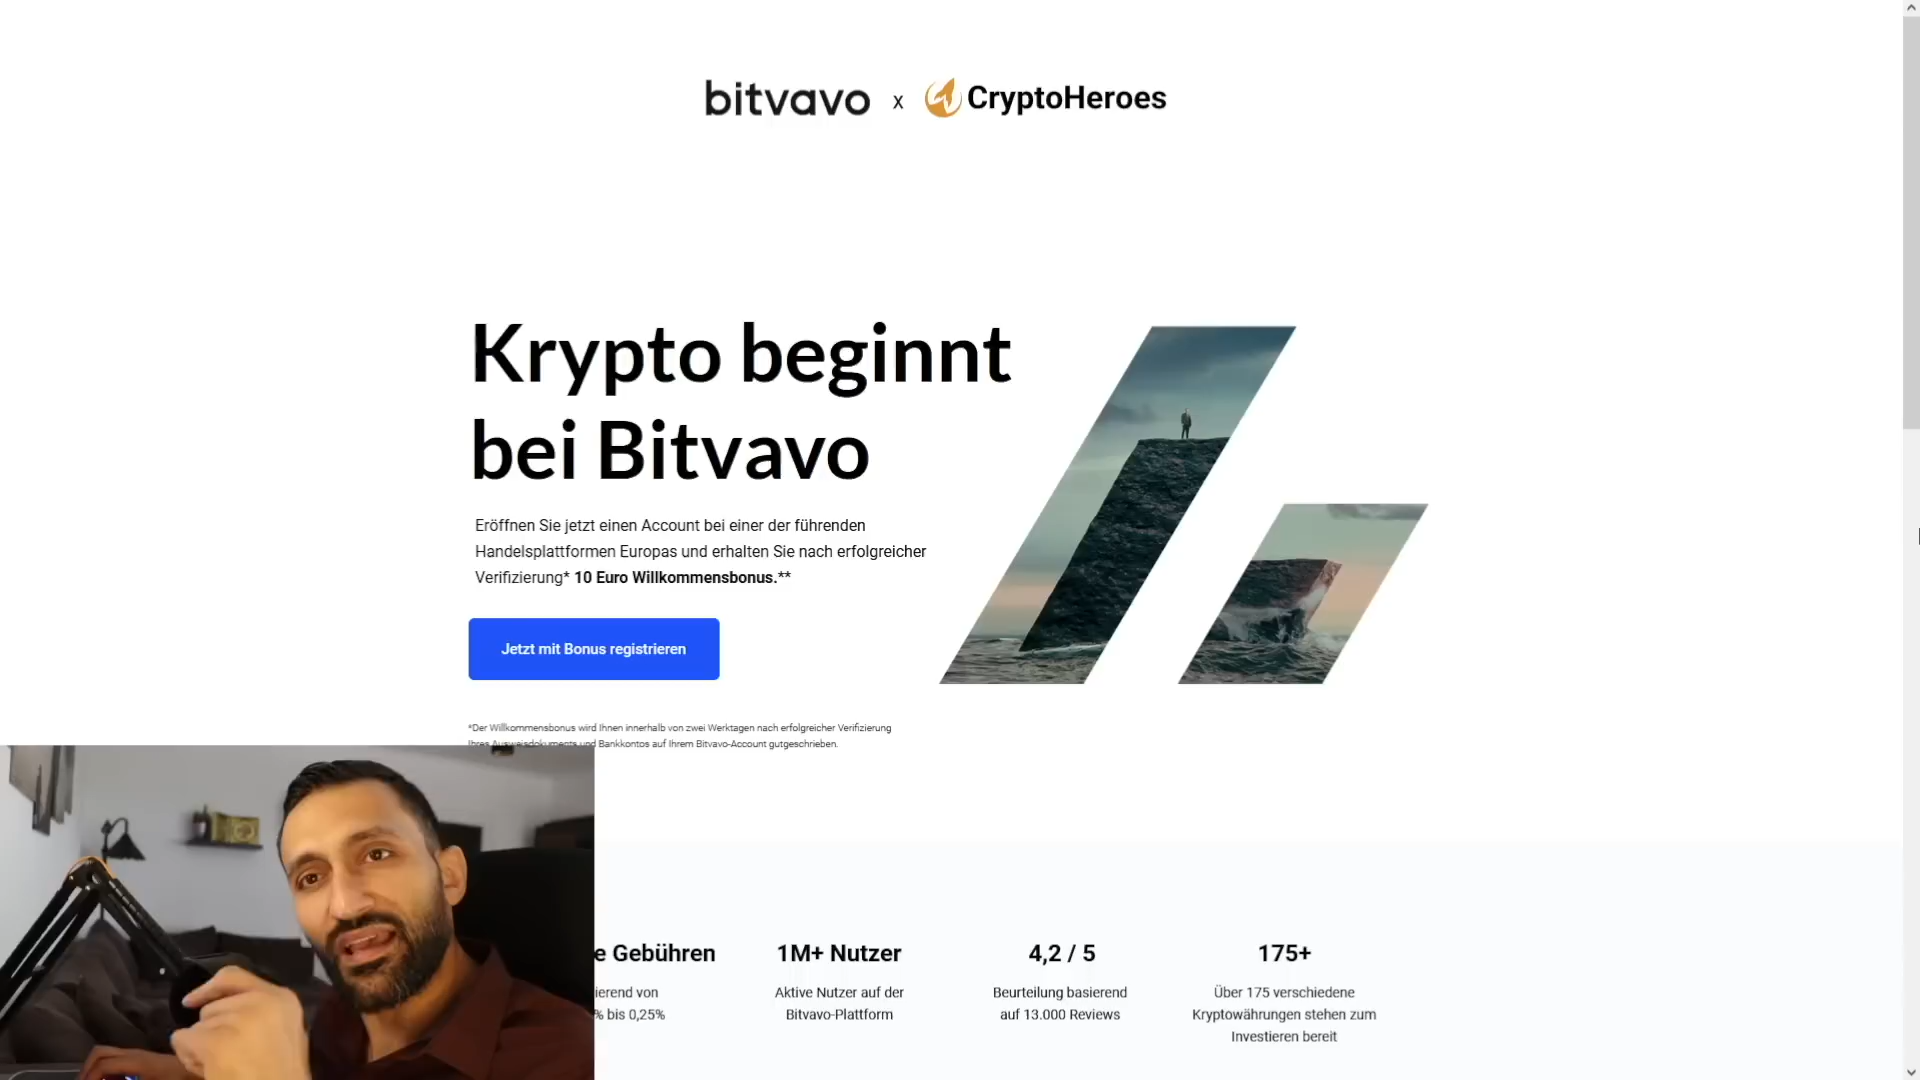 bitvavo x CryptoHeroes
Krypto beginnt
bei Bitvavo
Eröffnen Sie jetzt einen Account bei einer der führenden
Handelsplattformen Europas und erhalten Sie nach erfolgreicher
Verifizierung* 10 Euro Willkommensbonus.**
Jetzt mit Bonus registrieren
*Der Willkommensbonus wird Ihnen innerhalb von zwei Werktagen nach erfolgreicher Verifizierung
Ihres Ausweisdokuments und Bankkontos auf Ihrem Bitvavo-Account gutgeschrieben.
Gebühren
bis 0,25%
1M+ Nutzer
Aktive Nutzer auf der
Bitvavo-Plattform
4,2 / 5
Beurteilung basierend
auf 13.000 Reviews
175+
Über 175 verschiedene
Kryptowährungen stehen zum
Investieren bereit